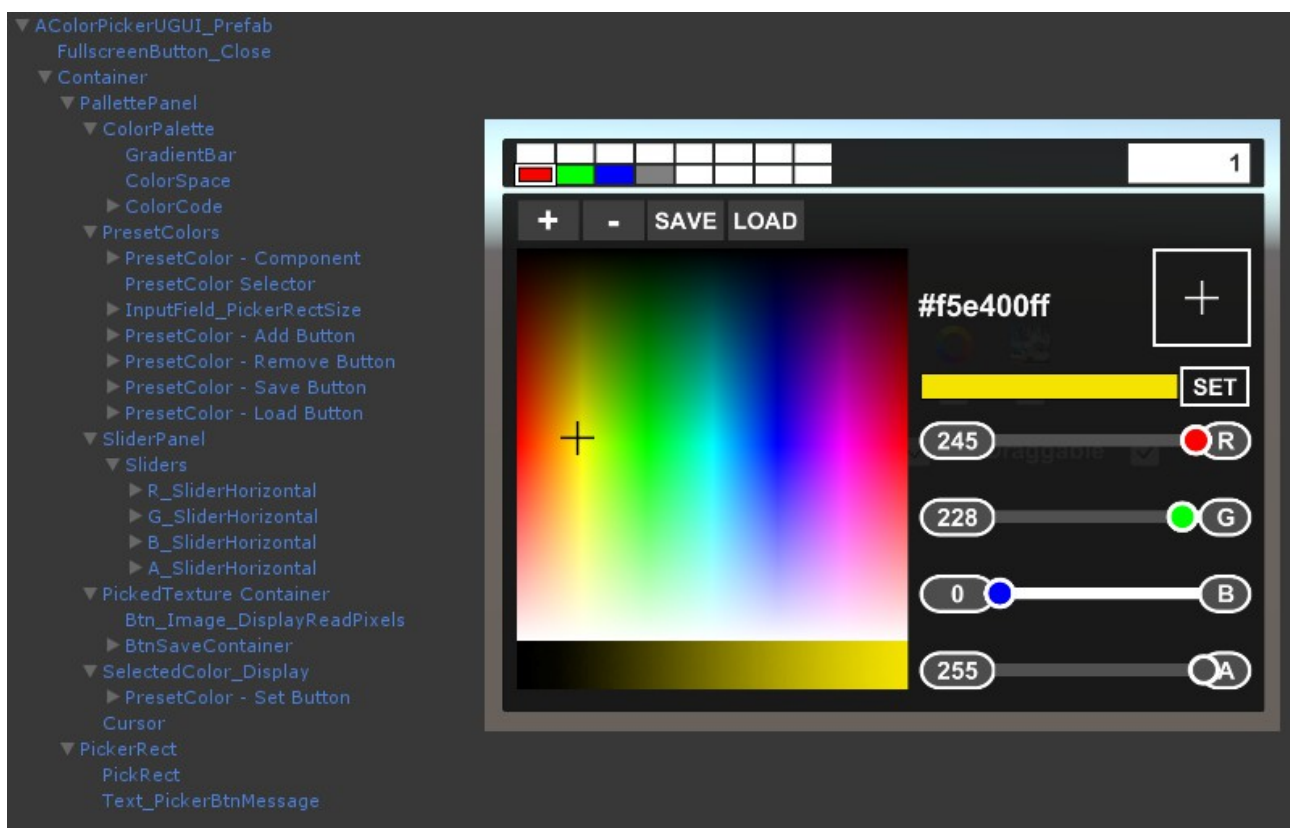 AColorPickerUGUI_Prefab
FullscreenButton_Close
Container
PallettePanel
ColorPalette
GradientBar
ColorSpace
ColorCode
PresetColors
PresetColor - Component
PresetColor Selector
InputField_PickerRectSize
PresetColor - Add Button
PresetColor - Remove Button
PresetColor - Save Button
PresetColor - Load Button
SliderPanel
Sliders
R_SliderHorizontal
G_SliderHorizontal
B_SliderHorizontal
A_SliderHorizontal
PickedTexture Container
Btn_Image_DisplayReadPixels
BtnSaveContainer
SelectedColor_Display
PresetColor - Set Button
Cursor
PickerRect
PickRect
Text_PickerBtnMessage
1
+ - SAVE LOAD
#f5e400ff
SET
245 R
Draggable
228 G
0 B
255 A